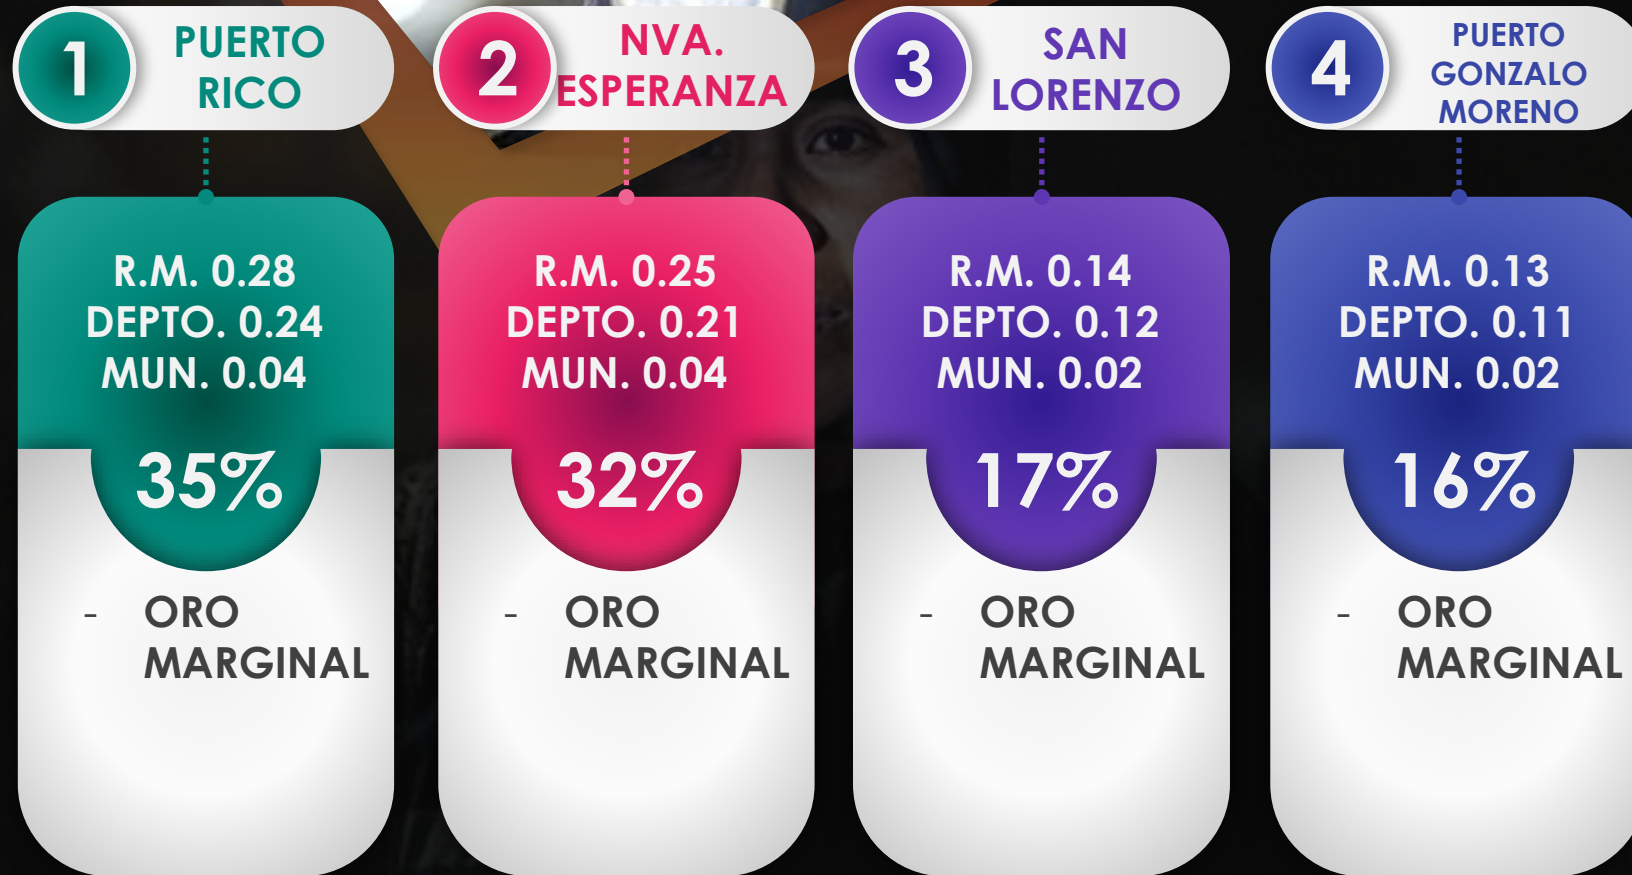 1
PUERTO
RICO
R.M. 0.28
DEPTO. 0.24
MUN. 0.04
35%
- ORO
MARGINAL
2
NVA.
ESPERANZA
R.M. 0.25
DEPTO. 0.21
MUN. 0.04
32%
- ORO
MARGINAL
3
SAN
LORENZO
R.M. 0.14
DEPTO. 0.12
MUN. 0.02
17%
- ORO
MARGINAL
4
PUERTO
GONZALO
MORENO
R.M. 0.13
DEPTO. 0.11
MUN. 0.02
16%
- ORO
MARGINAL